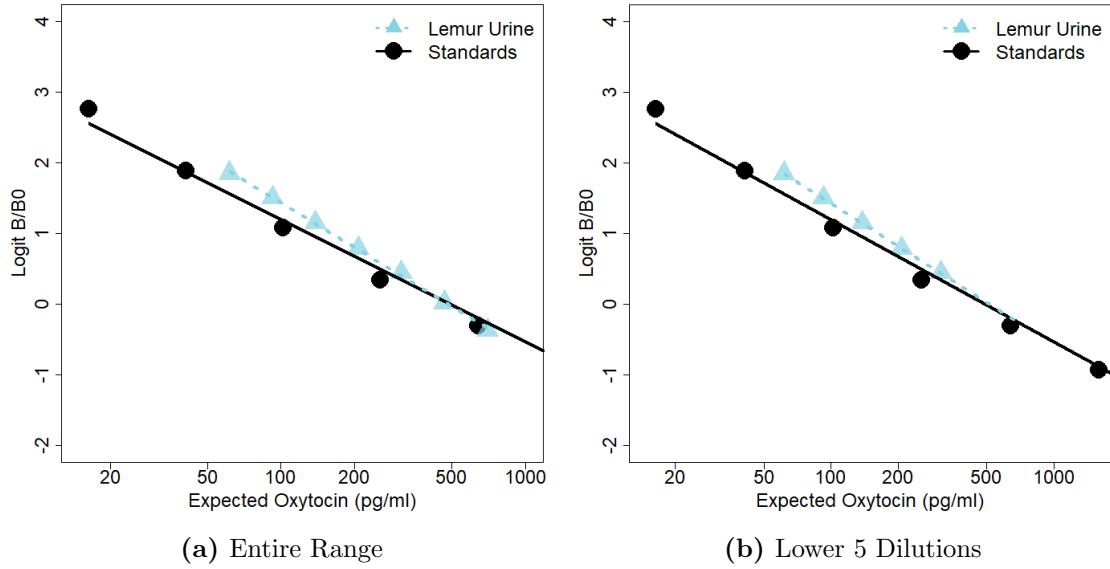 Lemur Urine
Standards
4
3
2
1
0
-1
-2
Logit B/B0
20 50 100 200 500 1000
Expected Oxytocin (pg/ml)
(a) Entire Range
Lemur Urine
Standards
4
3
2
1
0
-1
-2
Logit B/B0
20 50 100 200 500 1000
Expected Oxytocin (pg/ml)
(b) Lower 5 Dilutions